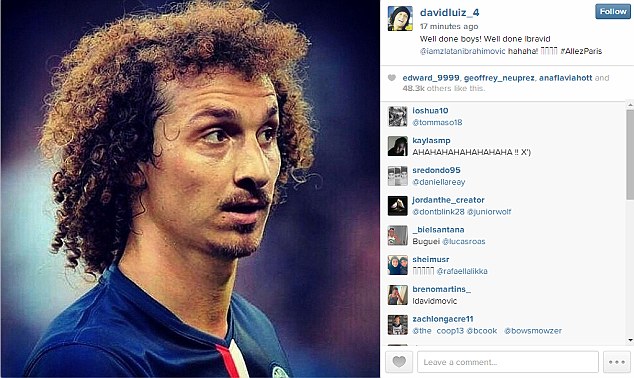 davidluiz_4
Follow
17 minutes ago
Well done boys! Well done Ibravid
@iamzlatanibrahimovic hahaha! #AllezParis
edward_9999, geoffrey_neuprez, anaflaviahott and
48.3k others like this.
ioshua10
@tommaso18
kaylasmp
AHAHAHAHAHAHAHAHA !! X')
sredondo95
@daniellareay
jordanthe_creator
@dontblink28 @juniorwolf
_bielsantana
Buguei @lucasroas
sheimusr
@rafaellalikka
brenomartins_
Idavidmovic
zachlongacre11
@the_coop13 @bcook_ @bowsmowzer
Leave a comment...